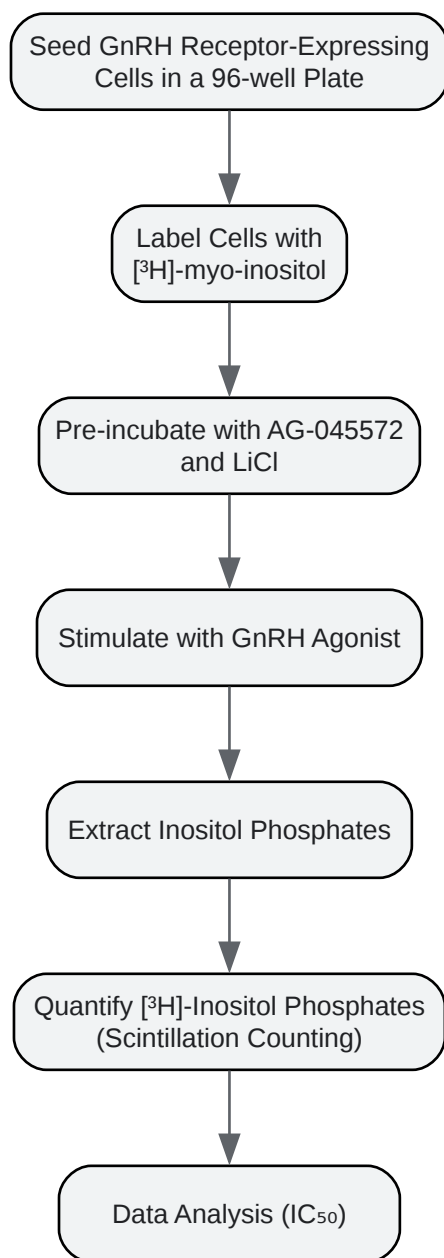 Seed GnRH Receptor-Expressing
Cells in a 96-well Plate
Label Cells with
[³H]-myo-inositol
Pre-incubate with AG-045572
and LiCl
Stimulate with GnRH Agonist
Extract Inositol Phosphates
Quantify [³H]-Inositol Phosphates
(Scintillation Counting)
Data Analysis (IC₅₀)